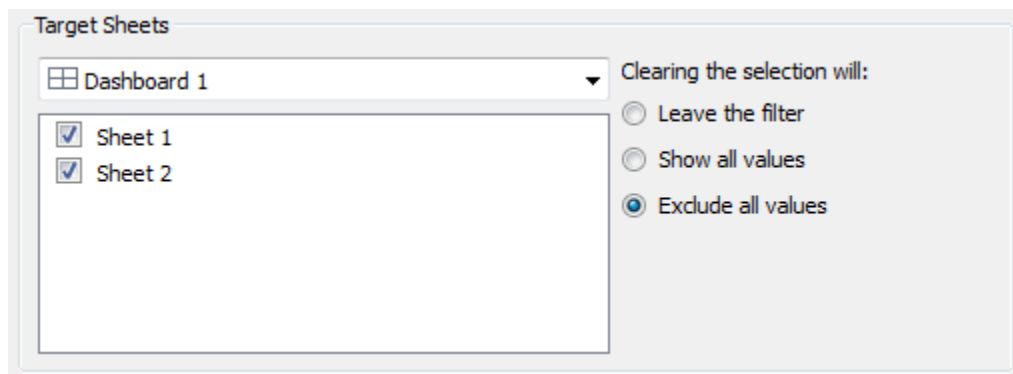 Target Sheets
Dashboard 1
Sheet 1
Sheet 2
Clearing the selection will:
Leave the filter
Show all values
Exclude all values